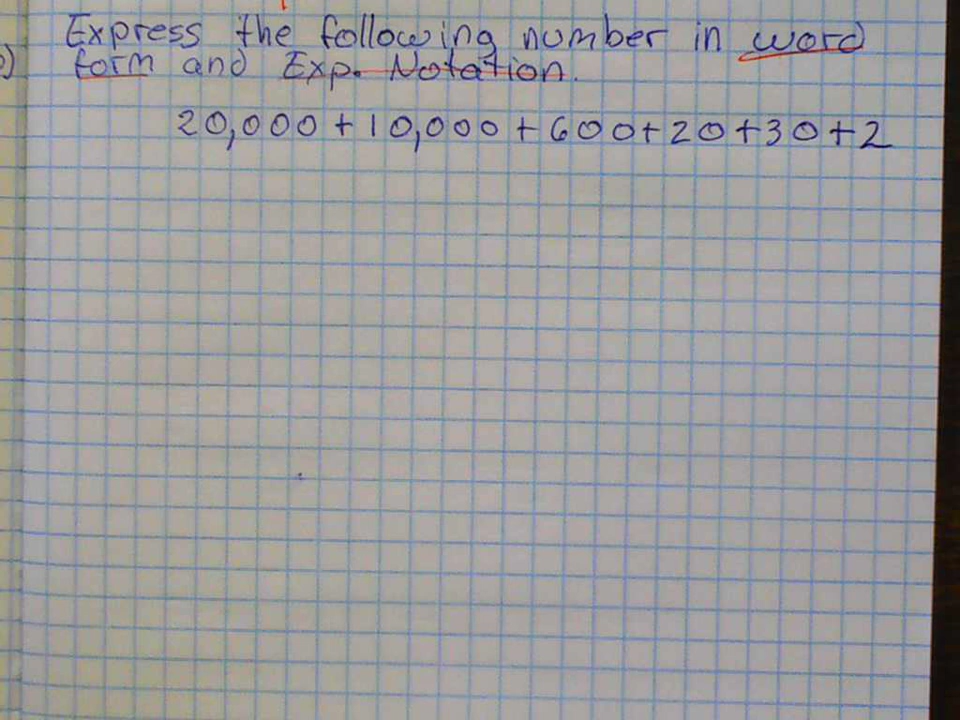 Express the following number in word
form and Exp. Notation.
20,000 + 10,000 + 600 + 20 + 30 + 2